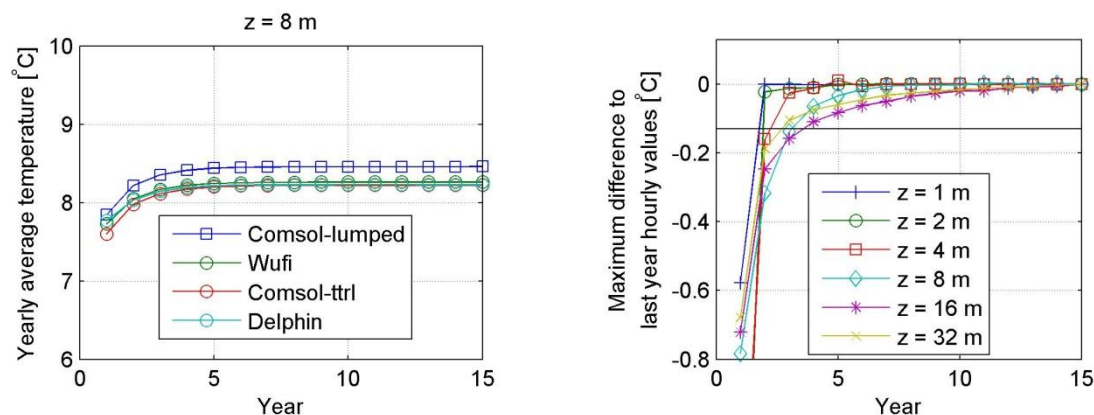 z = 8 m
Yearly average temperature [°C]
10
9
8
7
6
0
5
10
15
Year
Comsol-lumped
Wufi
Comsol-ttrl
Delphin
Maximum difference to
last year hourly values [°C]
0
-0.2
-0.4
-0.6
-0.8
0
5
10
15
Year
z = 1 m
z = 2 m
z = 4 m
z = 8 m
z = 16 m
z = 32 m